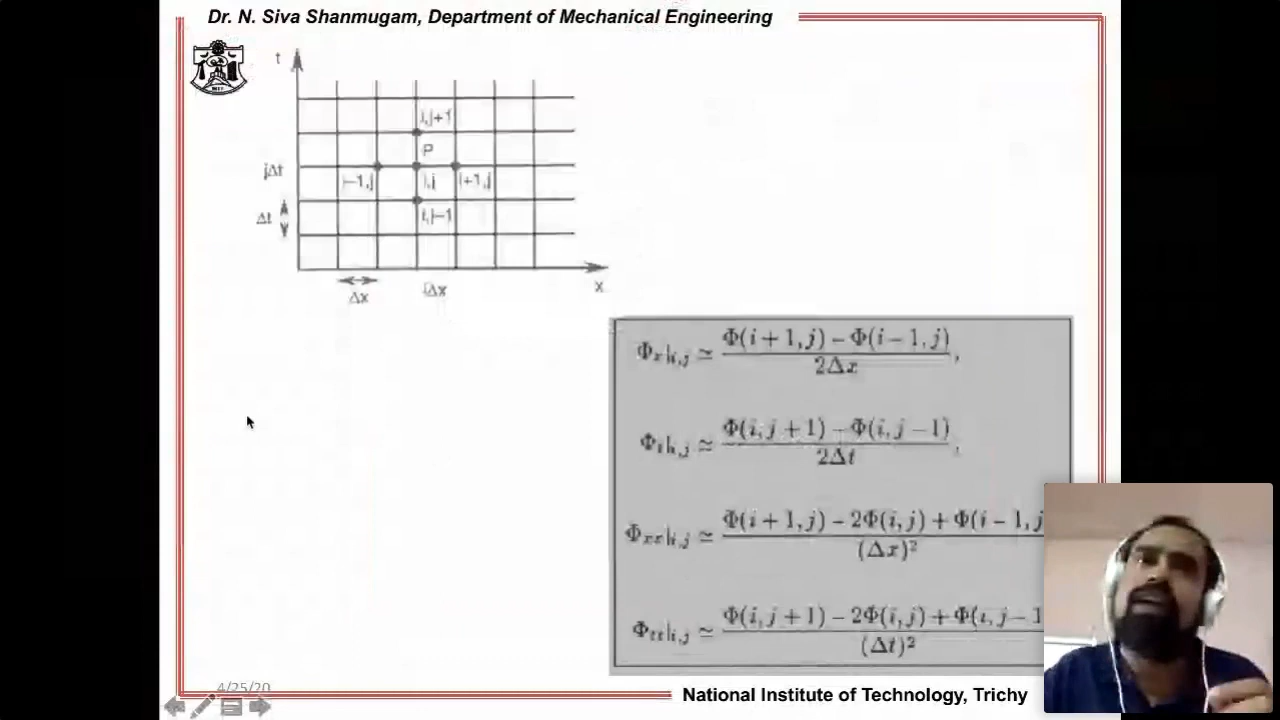 Dr. N. Siva Shanmugam, Department of Mechanical Engineering
t
i,j+1
P
jΔt
i−1,j
i,j
i+1,j
Δt
i,j−1
Δx
iΔx
x
Φx|i,j ≃ Φ(i + 1, j) − Φ(i − 1, j) / 2Δx,
Φt|i,j ≃ Φ(i, j + 1) − Φ(i, j − 1) / 2Δt,
Φxx|i,j ≃ Φ(i + 1, j) − 2Φ(i, j) + Φ(i − 1, j / (Δx)²
Φtt|i,j ≃ Φ(i, j + 1) − 2Φ(i, j) + Φ(i, j − 1 / (Δt)²
4/25/20
National Institute of Technology, Trichy